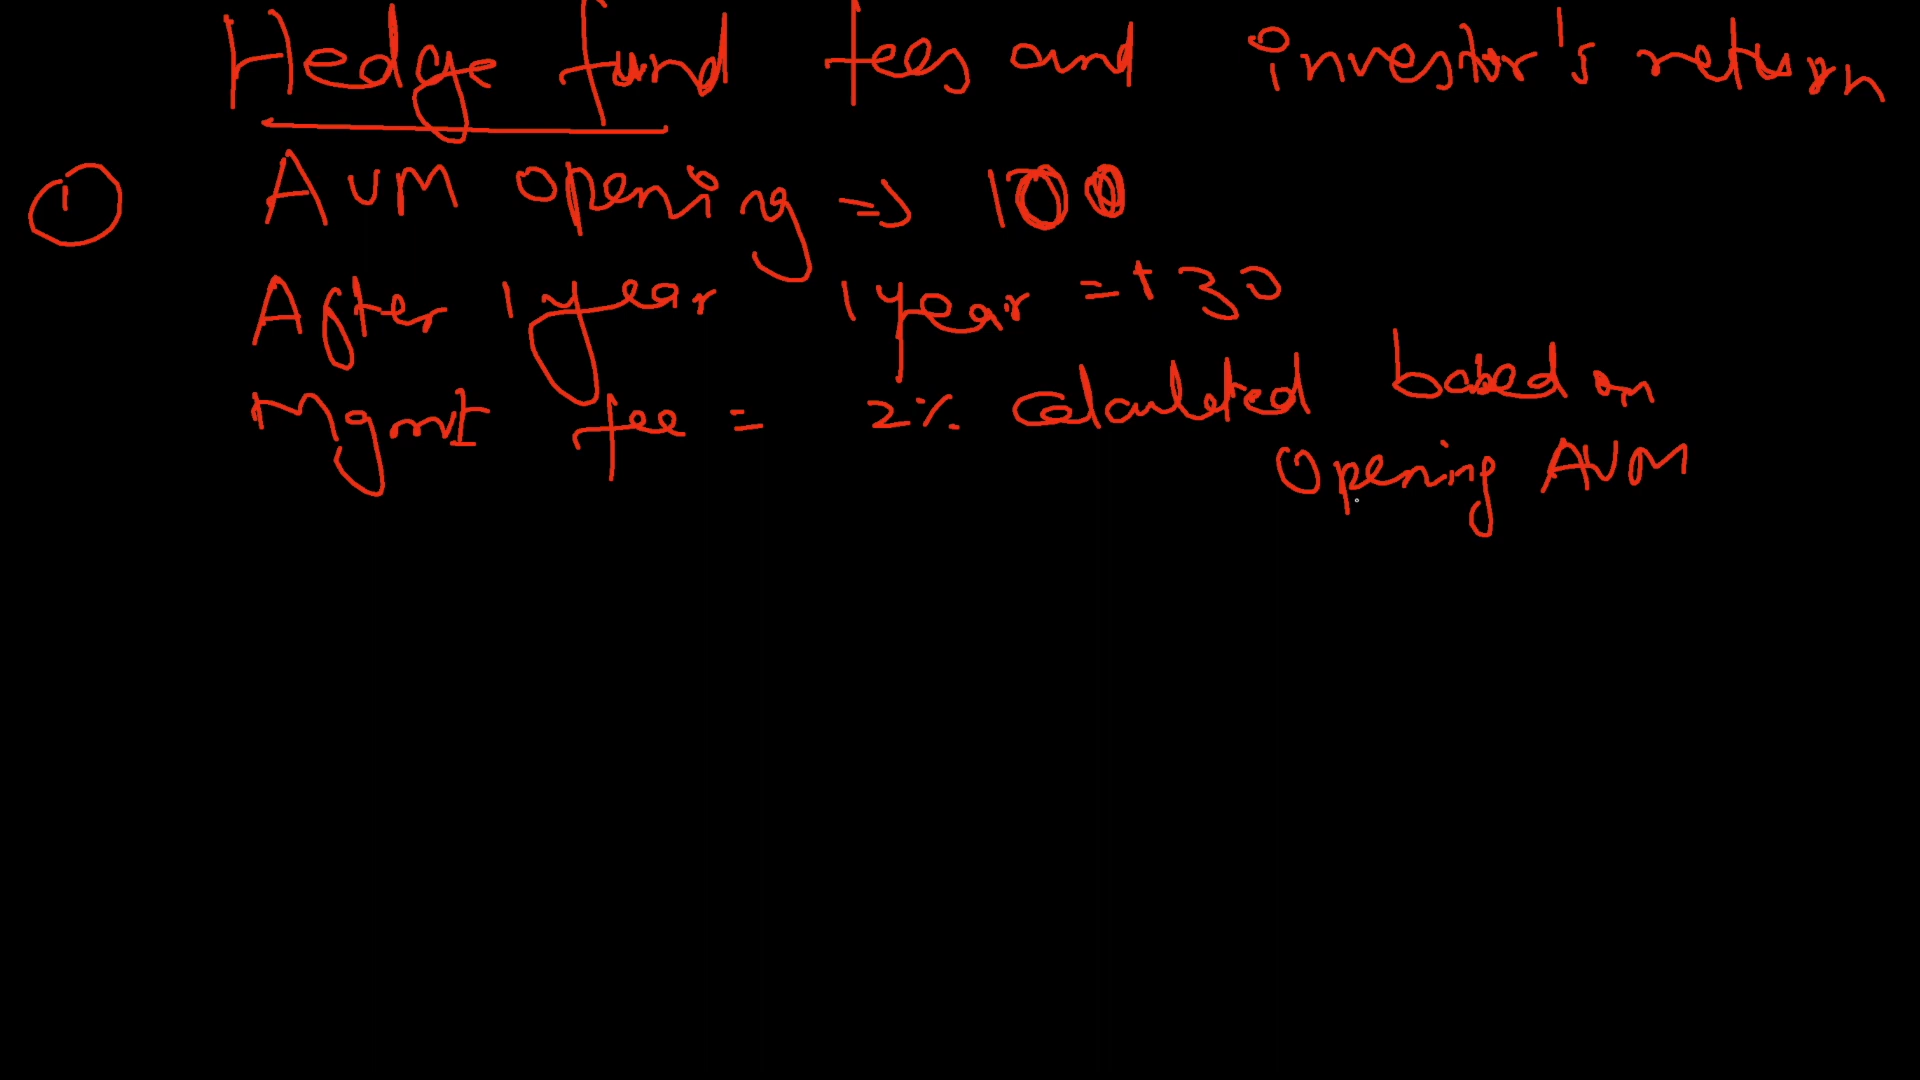 Hedge fund fees and investor's return
① AUM opening => 100
After 1 year 1 year = +30
Mgmt fee = 2% calculated based on
Opening AUM